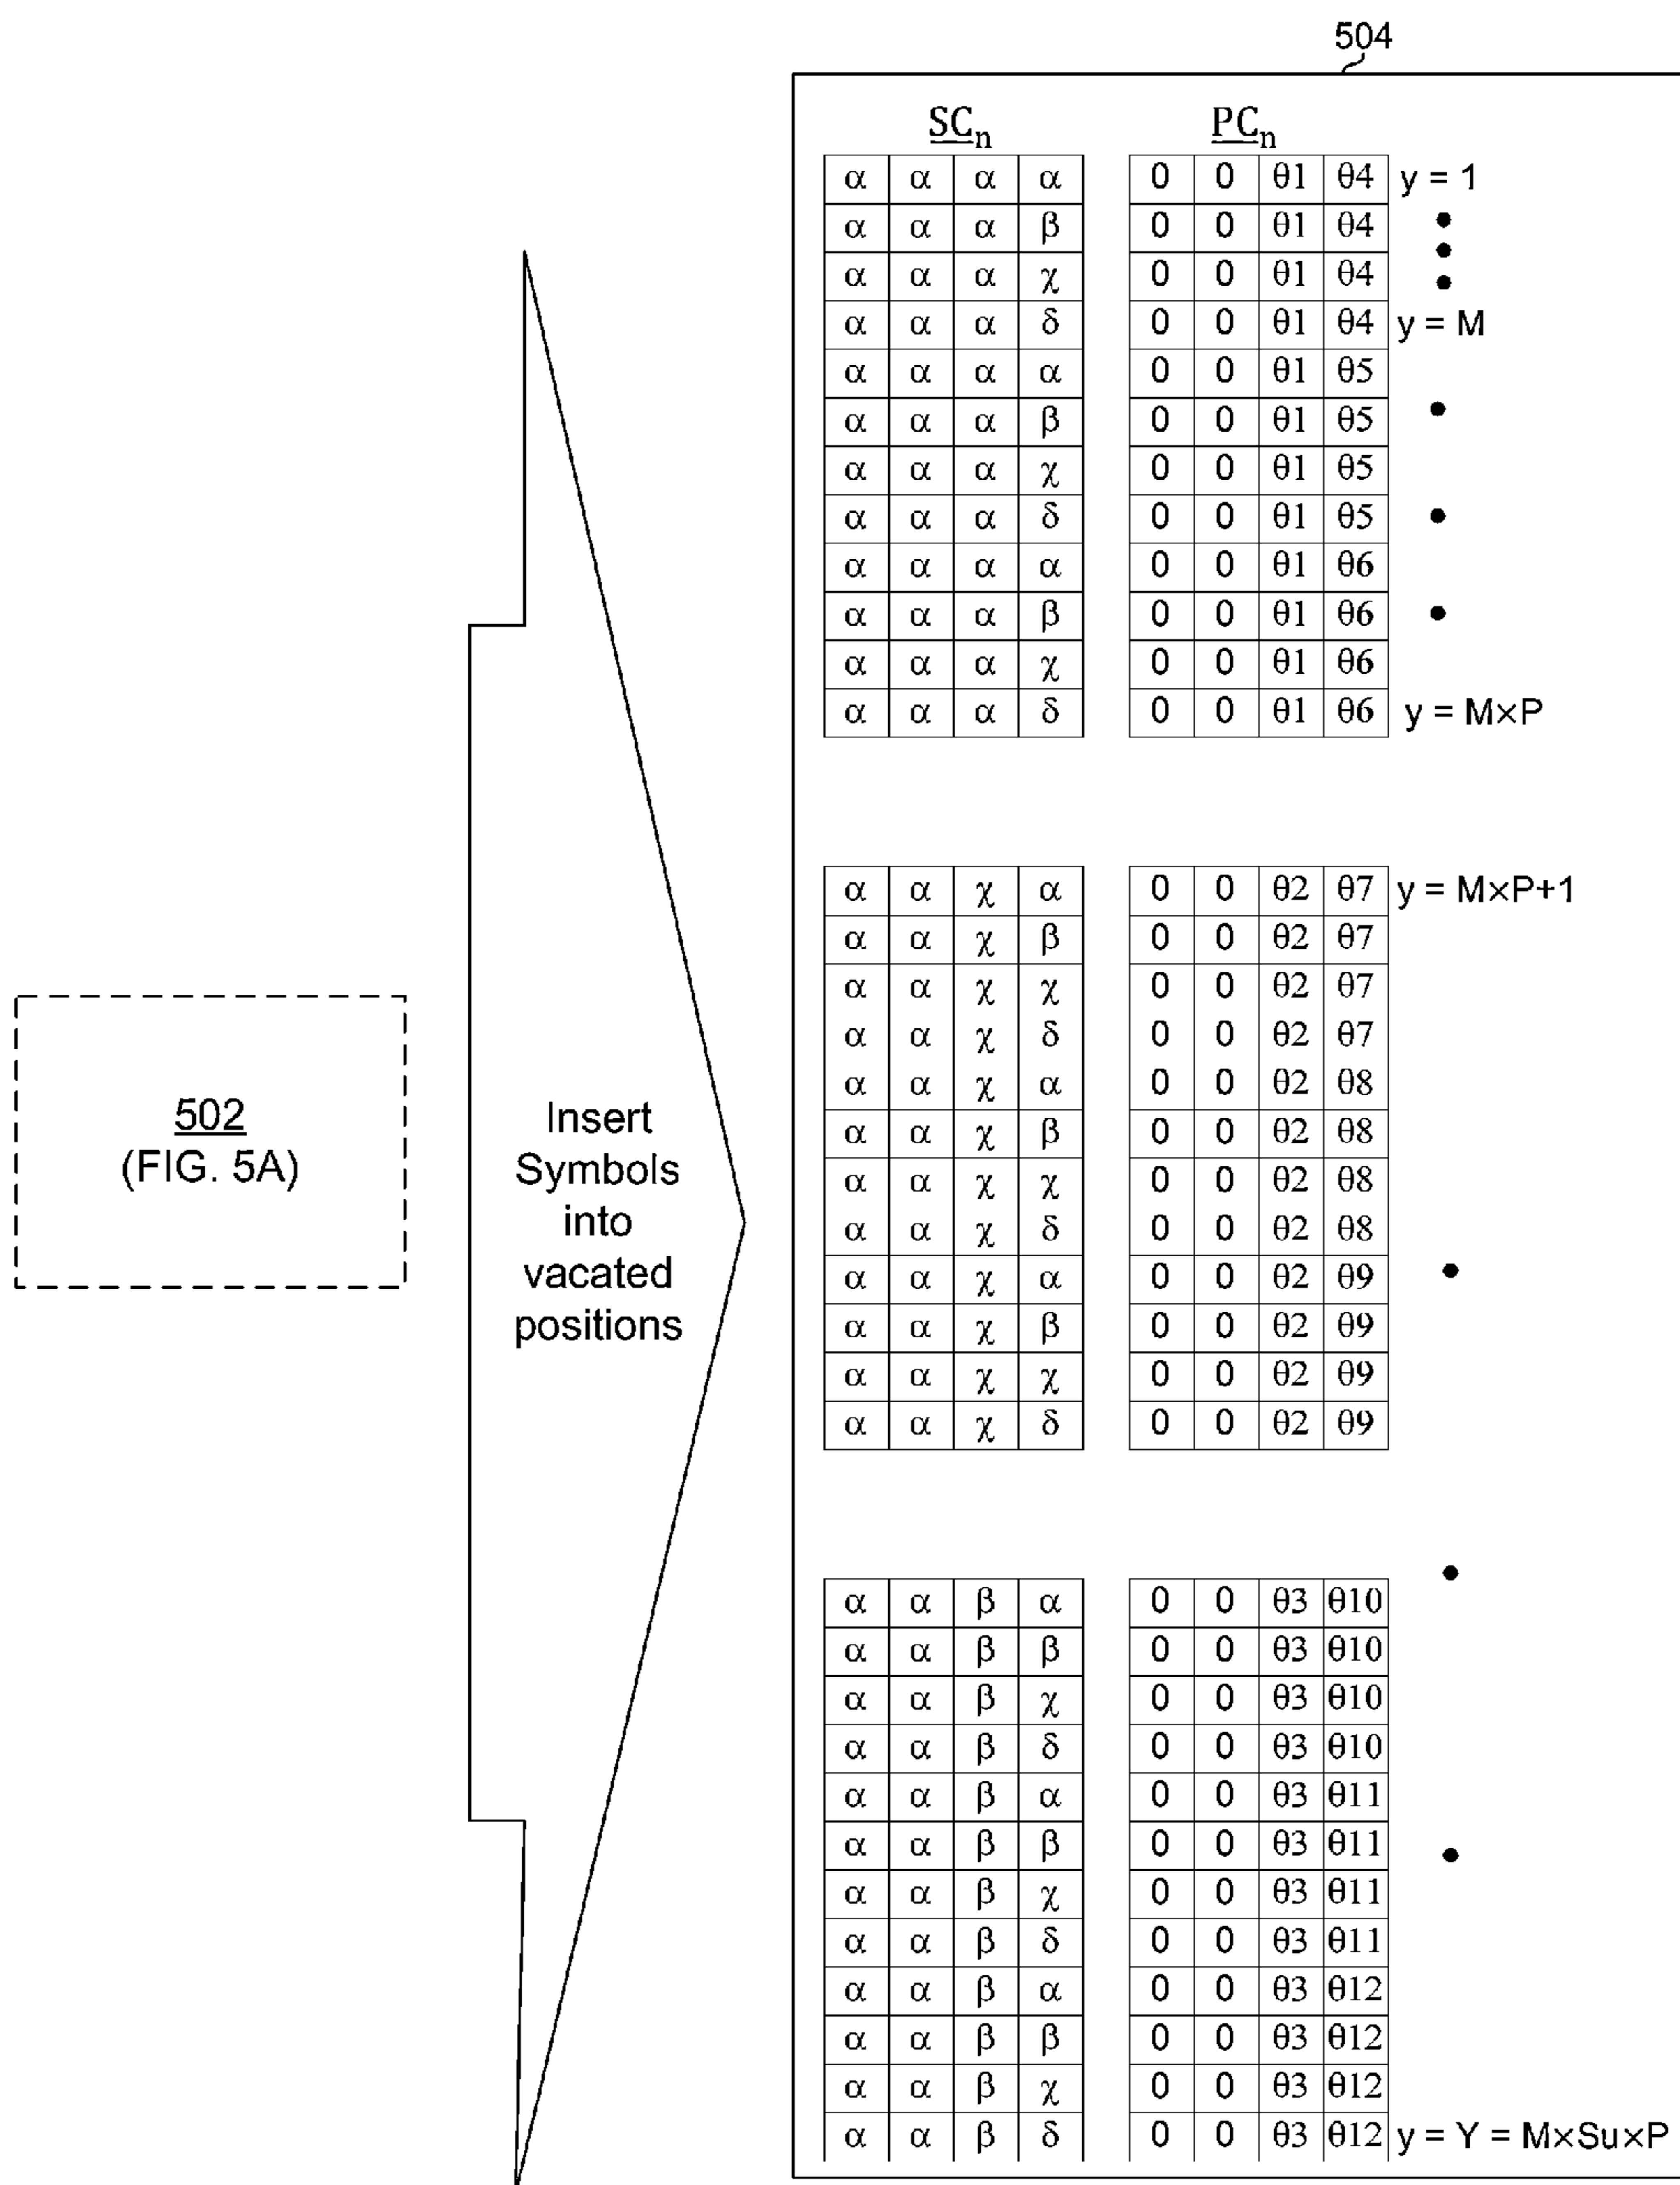 504
SCn PCn
α α α α 0 0 θ1 θ4 y = 1
α α α β 0 0 θ1 θ4
α α α χ 0 0 θ1 θ4
α α α δ 0 0 θ1 θ4 y = M
α α α α 0 0 θ1 θ5
α α α β 0 0 θ1 θ5
α α α χ 0 0 θ1 θ5
α α α δ 0 0 θ1 θ5
α α α α 0 0 θ1 θ6
α α α β 0 0 θ1 θ6
α α α χ 0 0 θ1 θ6
α α α δ 0 0 θ1 θ6 y = M×P
α α χ α 0 0 θ2 θ7 y = M×P+1
α α χ β 0 0 θ2 θ7
α α χ χ 0 0 θ2 θ7
α α χ δ 0 0 θ2 θ7
α α χ α 0 0 θ2 θ8
α α χ β 0 0 θ2 θ8
α α χ χ 0 0 θ2 θ8
α α χ δ 0 0 θ2 θ8
α α χ α 0 0 θ2 θ9
α α χ β 0 0 θ2 θ9
α α χ χ 0 0 θ2 θ9
α α χ δ 0 0 θ2 θ9
α α β α 0 0 θ3 θ10
α α β β 0 0 θ3 θ10
α α β χ 0 0 θ3 θ10
α α β δ 0 0 θ3 θ10
α α β α 0 0 θ3 θ11
α α β β 0 0 θ3 θ11
α α β χ 0 0 θ3 θ11
α α β δ 0 0 θ3 θ11
α α β α 0 0 θ3 θ12
α α β β 0 0 θ3 θ12
α α β χ 0 0 θ3 θ12
α α β δ 0 0 θ3 θ12 y = Y = M×Su×P
502
(FIG. 5A)
Insert
Symbols
into
vacated
positions